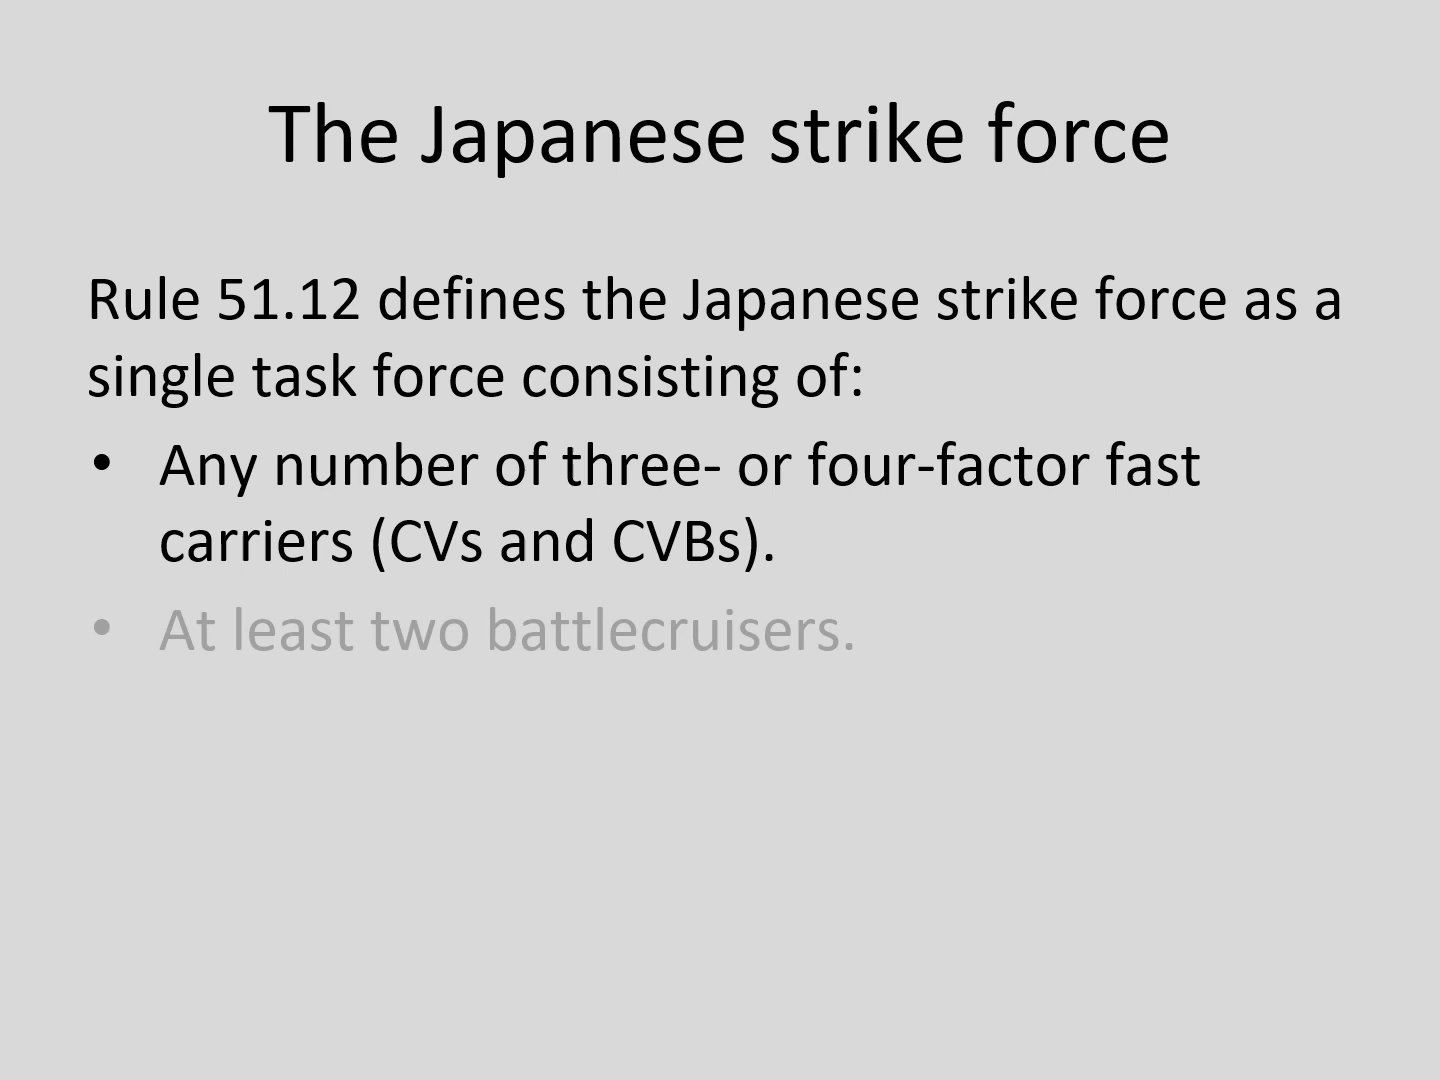 The Japanese strike force
Rule 51.12 defines the Japanese strike force as a
single task force consisting of:
• Any number of three- or four-factor fast
carriers (CVs and CVBs).
• At least two battlecruisers.